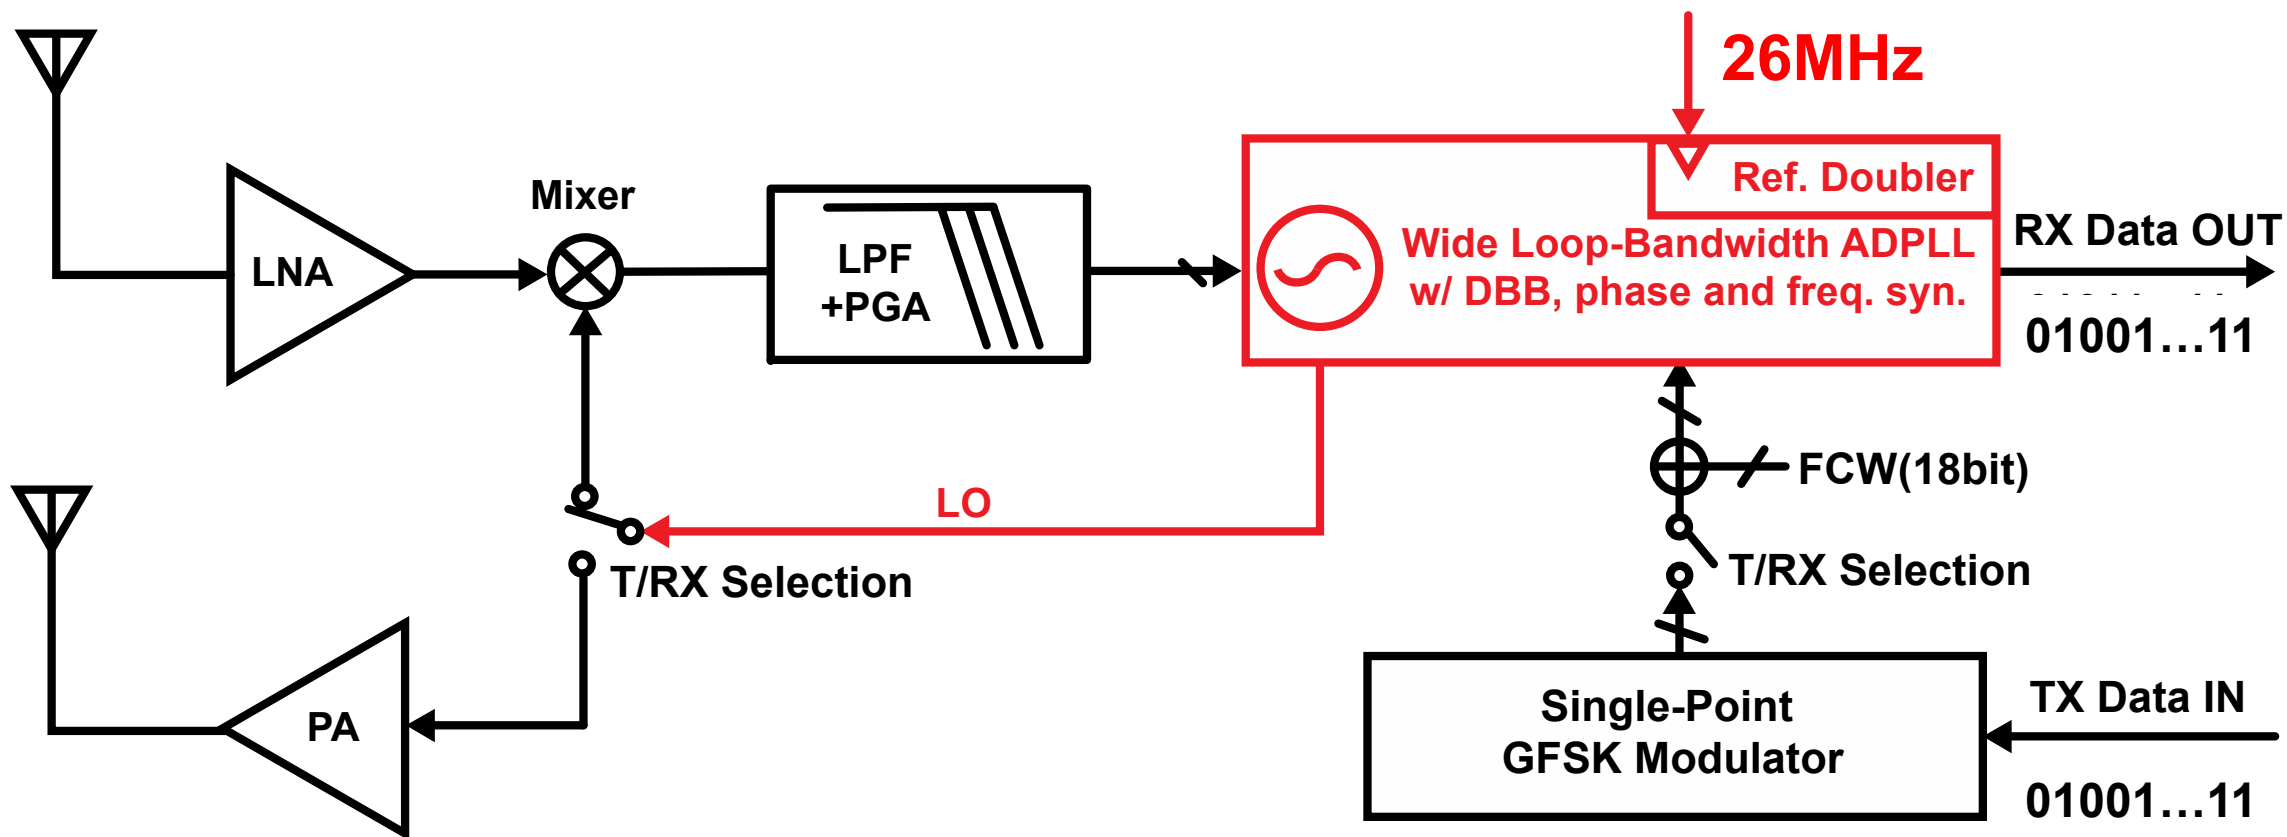 26MHz
Ref. Doubler
Mixer
LNA
LPF
+PGA
Wide Loop-Bandwidth ADPLL
w/ DBB, phase and freq. syn.
RX Data OUT
01001...11
FCW(18bit)
LO
T/RX Selection
T/RX Selection
PA
Single-Point
GFSK Modulator
TX Data IN
01001...11